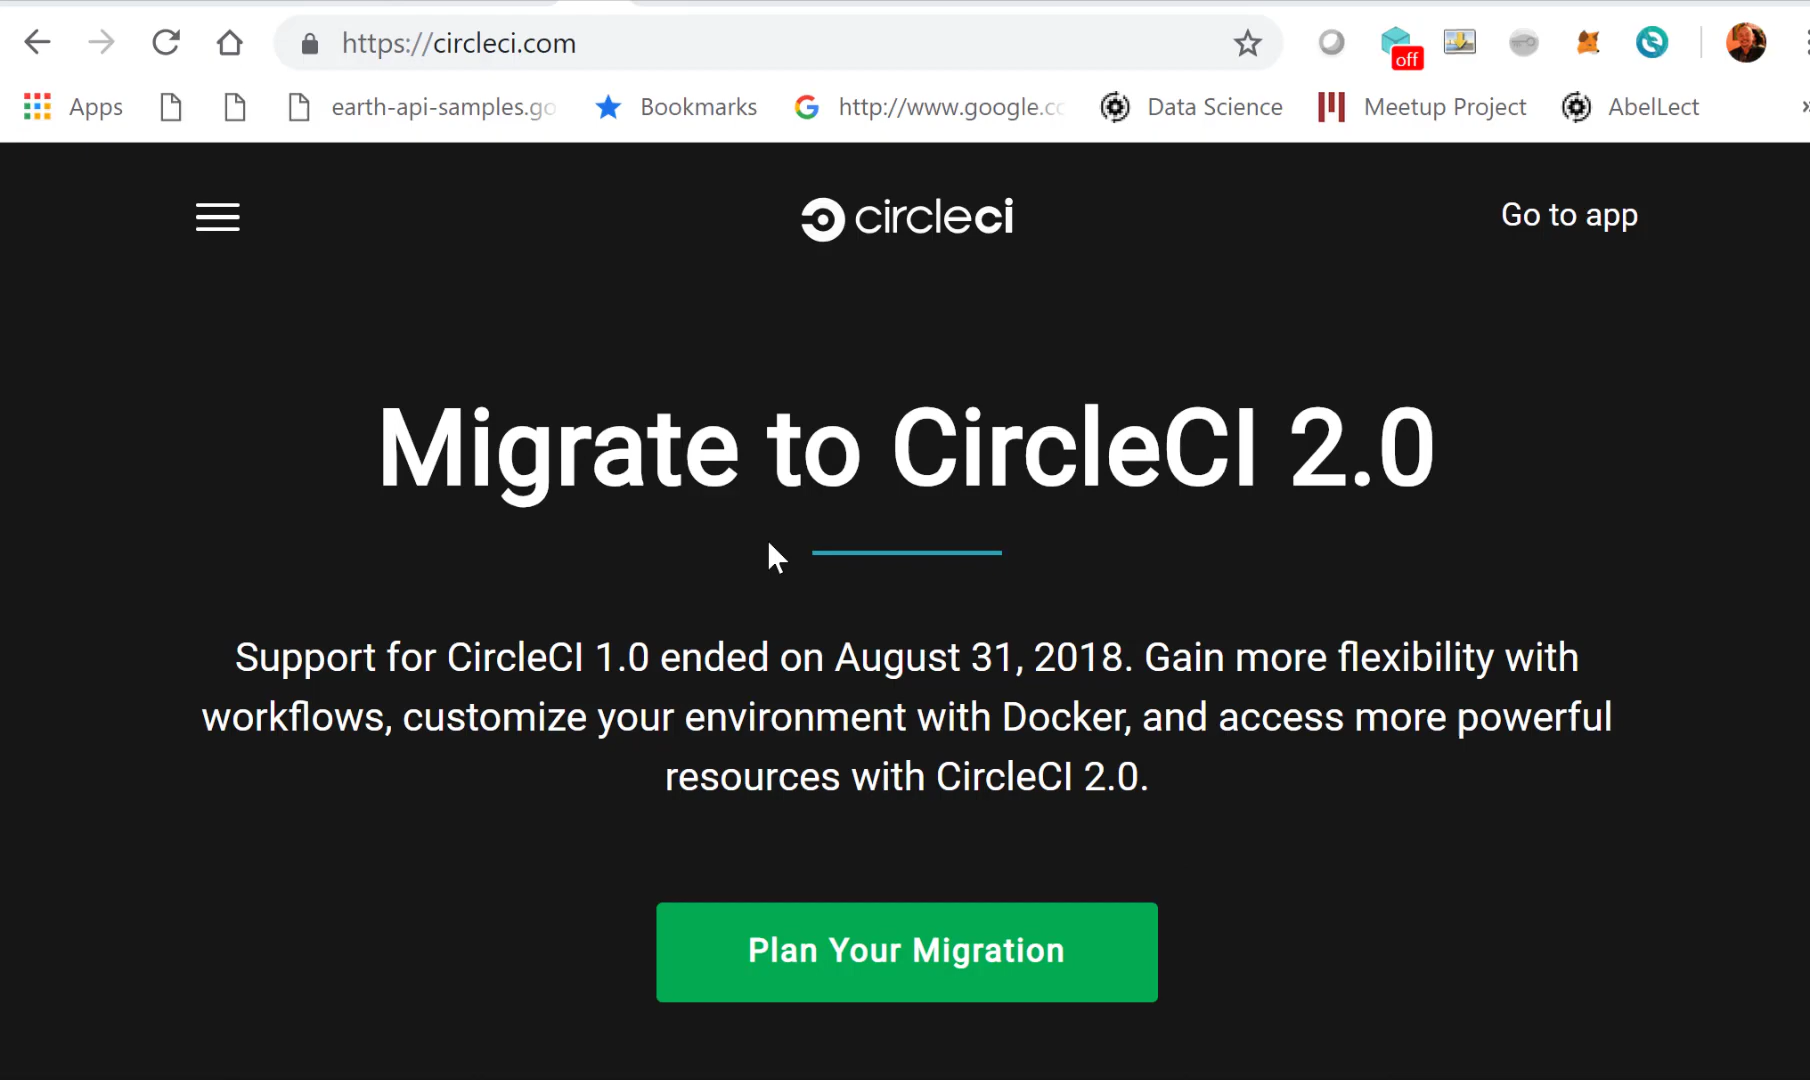 https://circleci.com
off
Apps
earth-api-samples.go
Bookmarks
http://www.google.co
Data Science
Meetup Project
AbelLect
circleci
Go to app
Migrate to CircleCI 2.0
Support for CircleCI 1.0 ended on August 31, 2018. Gain more flexibility with
workflows, customize your environment with Docker, and access more powerful
resources with CircleCI 2.0.
Plan Your Migration